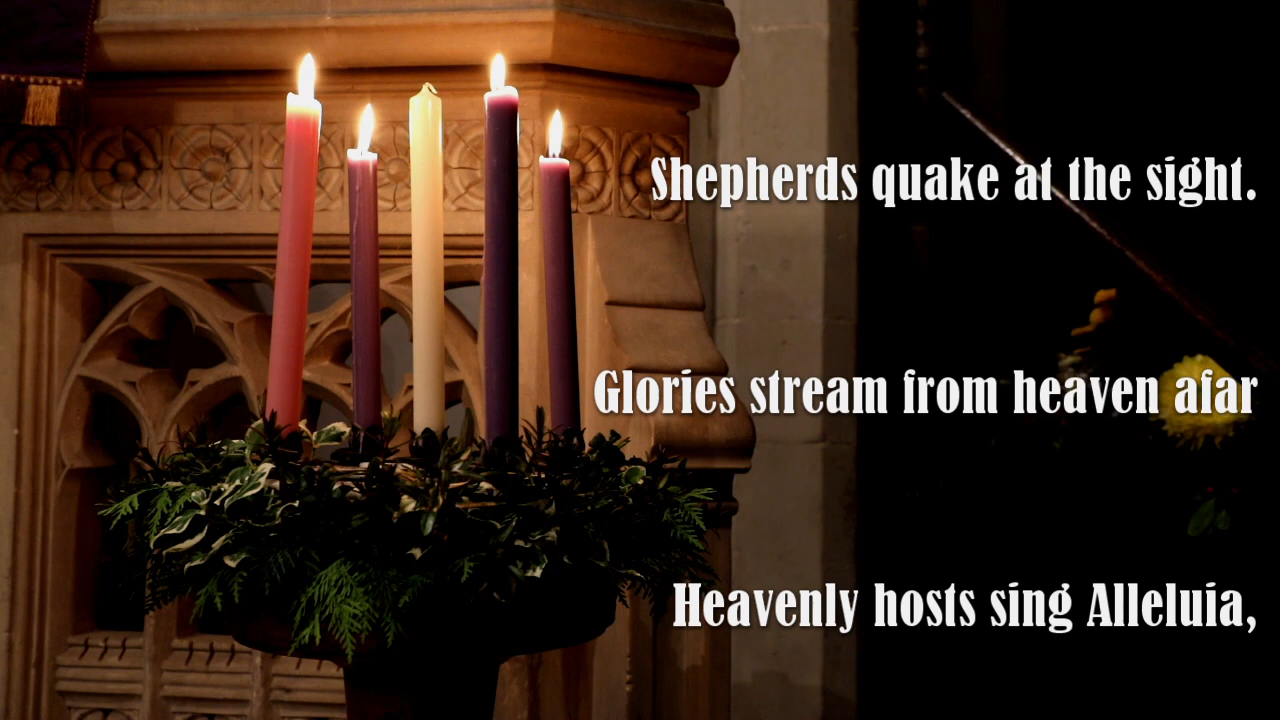 Shepherds quake at the sight.
Glories stream from heaven afar
Heavenly hosts sing Alleluia,